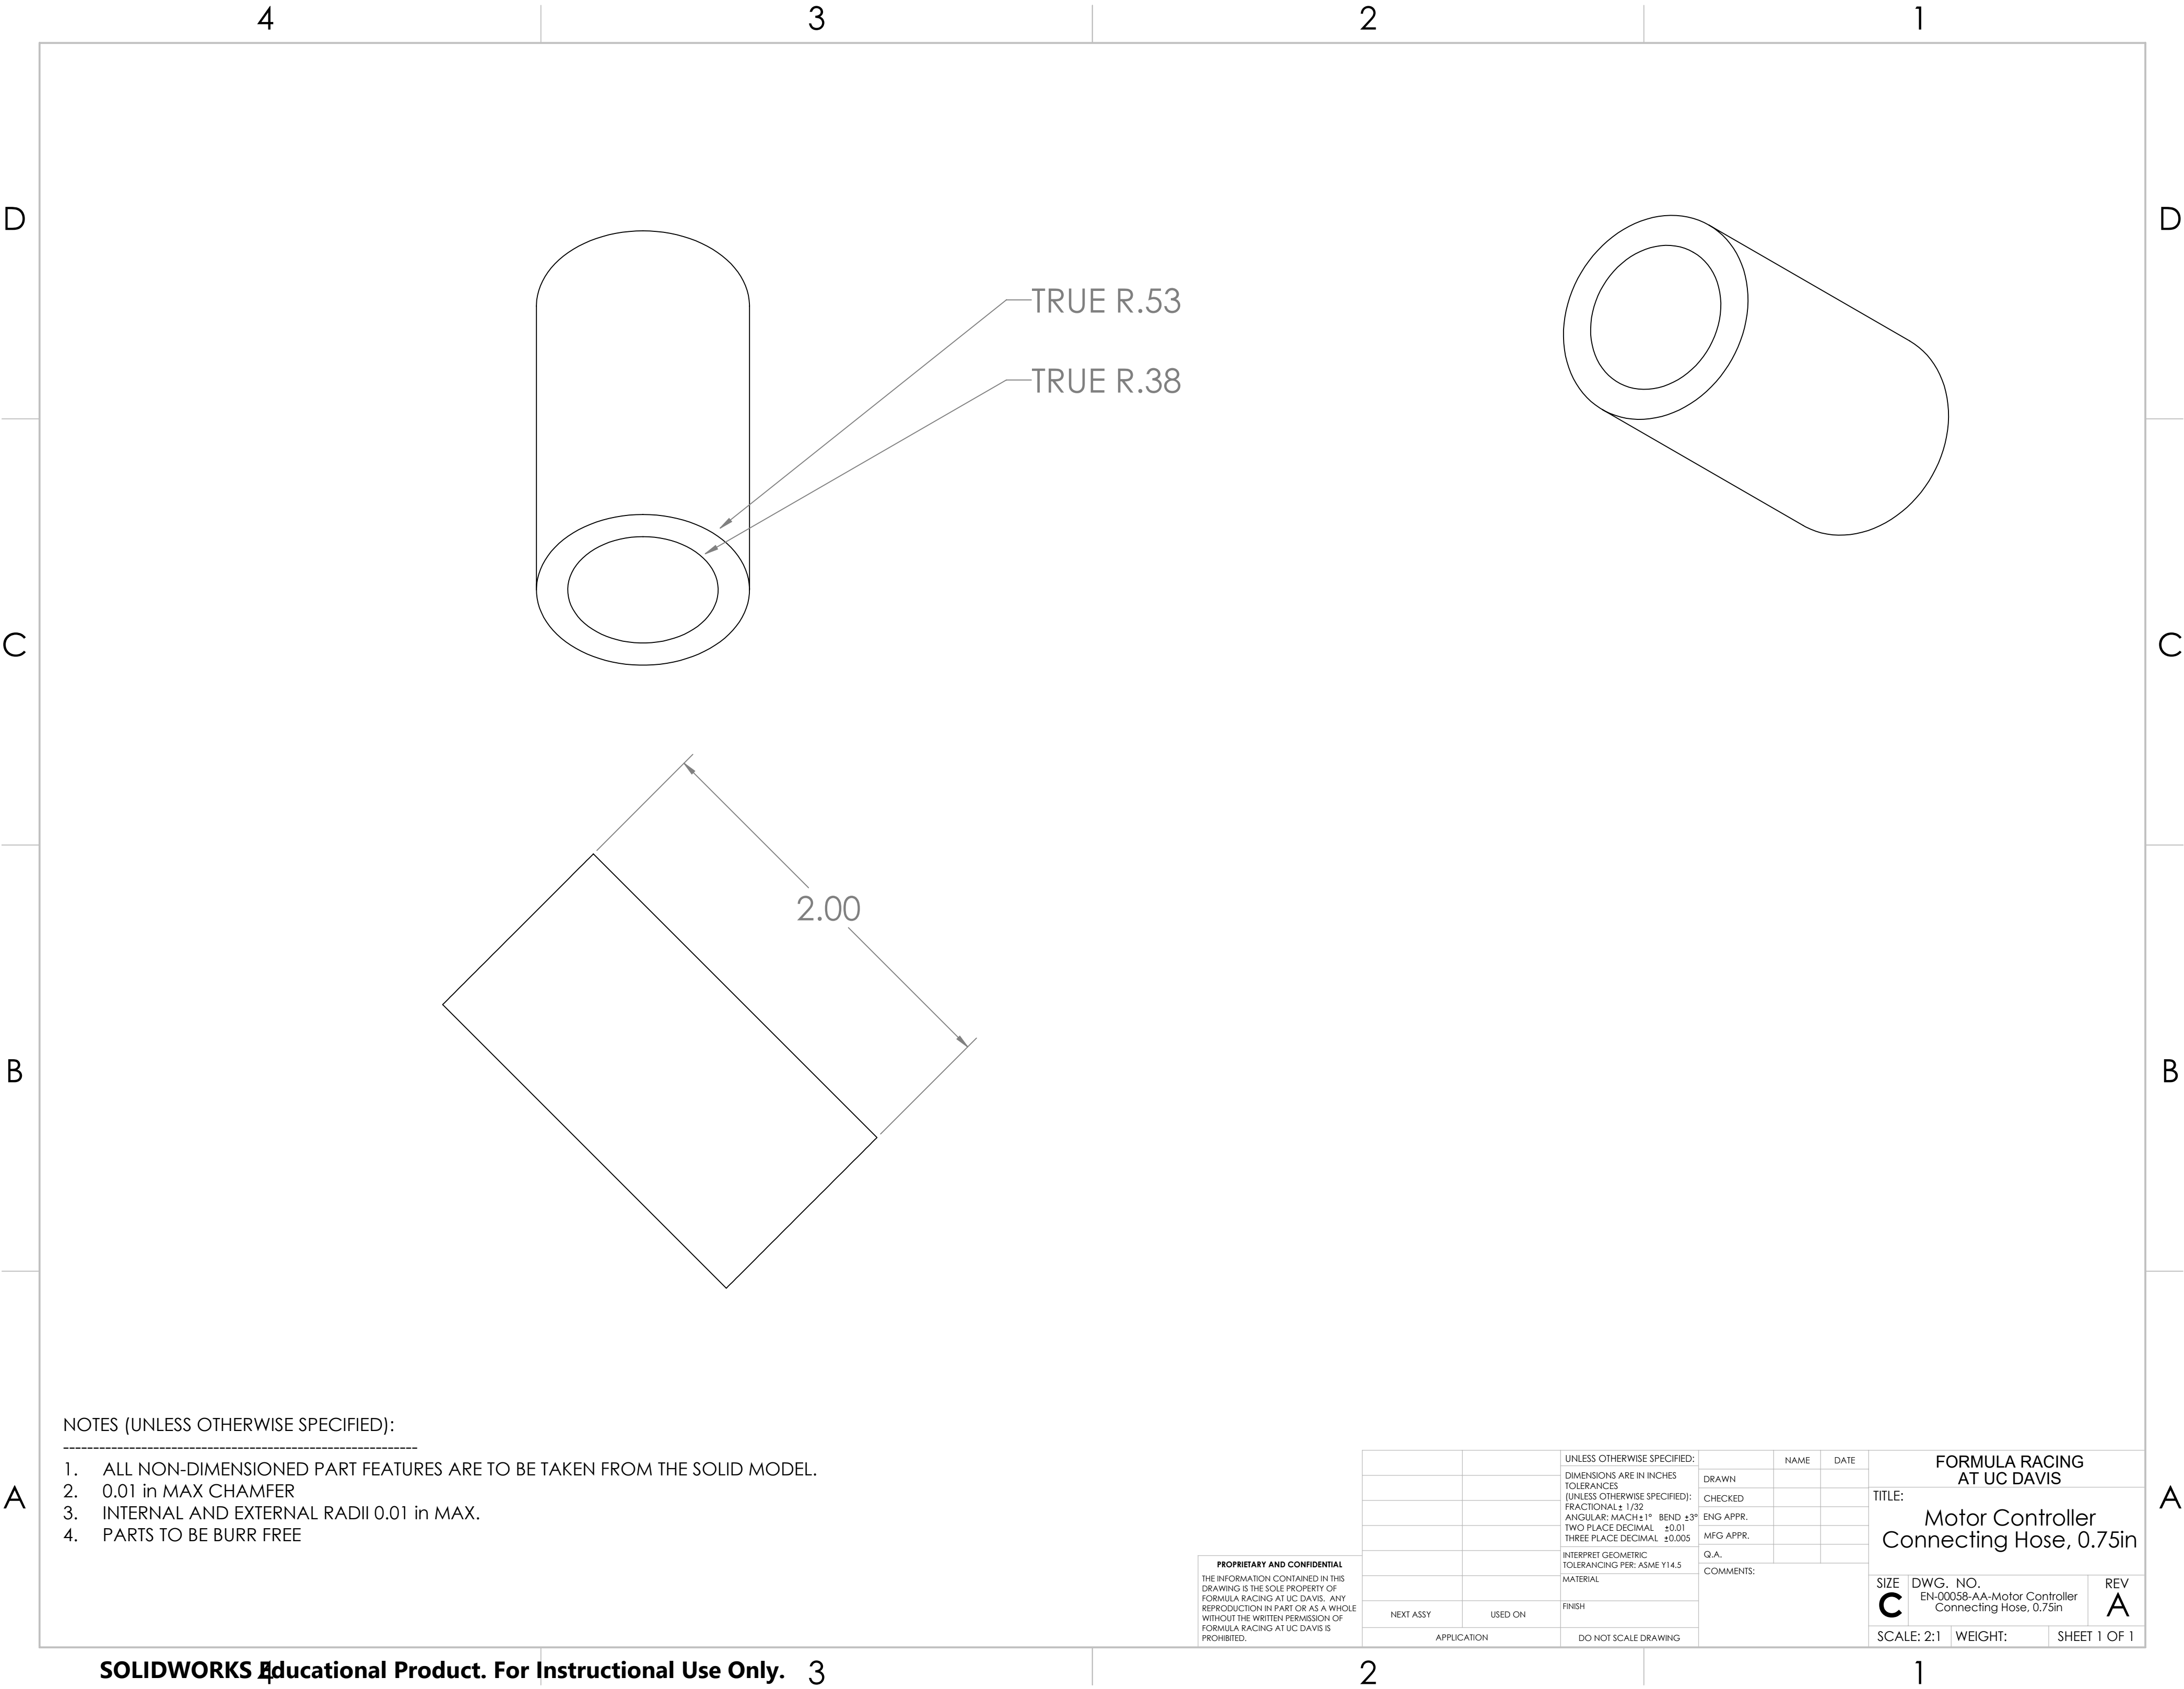 4 3 2 1
D D
TRUE R.53
TRUE R.38
C C
2.00
B B
NOTES (UNLESS OTHERWISE SPECIFIED):
-----------------------------------------------------------
1. ALL NON-DIMENSIONED PART FEATURES ARE TO BE TAKEN FROM THE SOLID MODEL.
2. 0.01 in MAX CHAMFER
3. INTERNAL AND EXTERNAL RADII 0.01 in MAX.
4. PARTS TO BE BURR FREE
A A
PROPRIETARY AND CONFIDENTIAL
THE INFORMATION CONTAINED IN THIS
DRAWING IS THE SOLE PROPERTY OF
FORMULA RACING AT UC DAVIS. ANY
REPRODUCTION IN PART OR AS A WHOLE
WITHOUT THE WRITTEN PERMISSION OF
FORMULA RACING AT UC DAVIS IS
PROHIBITED.
NEXT ASSY USED ON
APPLICATION
UNLESS OTHERWISE SPECIFIED:
DIMENSIONS ARE IN INCHES
TOLERANCES
(UNLESS OTHERWISE SPECIFIED):
FRACTIONAL± 1/32
ANGULAR: MACH±1° BEND ±3°
TWO PLACE DECIMAL ±0.01
THREE PLACE DECIMAL ±0.005
INTERPRET GEOMETRIC
TOLERANCING PER: ASME Y14.5
MATERIAL
FINISH
DO NOT SCALE DRAWING
NAME DATE
DRAWN
CHECKED
ENG APPR.
MFG APPR.
Q.A.
COMMENTS:
FORMULA RACING
AT UC DAVIS
TITLE:
Motor Controller
Connecting Hose, 0.75in
SIZE DWG. NO. REV
C EN-00058-AA-Motor Controller
Connecting Hose, 0.75in
A
SCALE: 2:1 WEIGHT: SHEET 1 OF 1
SOLIDWORKS Educational Product. For Instructional Use Only.
4 3 2 1